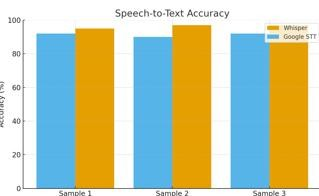 Speech-to-Text Accuracy
Whisper
Google STT
Accuracy (%)
100
80
60
40
20
0
Sample 1 Sample 2 Sample 3